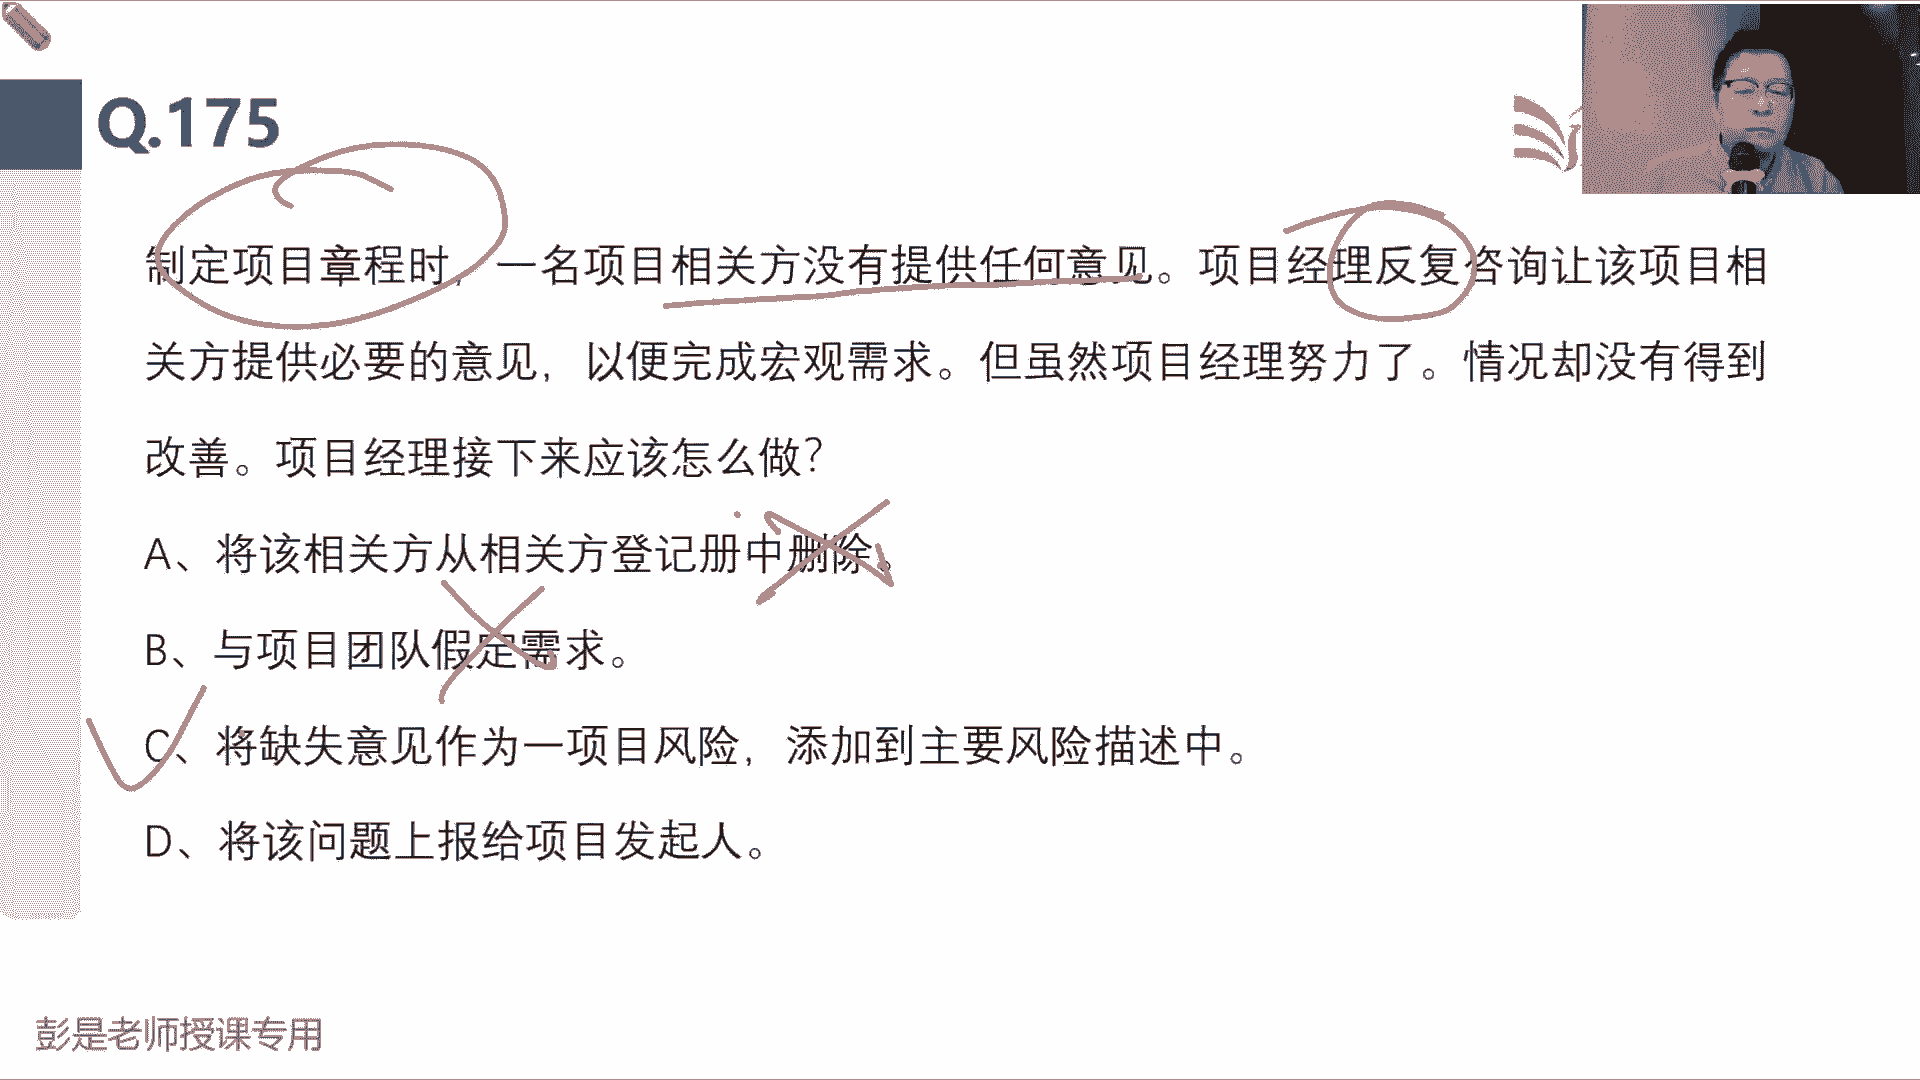 Q.175
制定项目章程时，一名项目相关方没有提供任何意见。项目经理反复咨询让该项目相
关方提供必要的意见，以便完成宏观需求。但虽然项目经理努力了。情况却没有得到
改善。项目经理接下来应该怎么做?
A、将该相关方从相关方登记册中删除。
B、与项目团队假定需求。
C、将缺失意见作为一项目风险，添加到主要风险描述中。
D、将该问题上报给项目发起人。
彭是老师授课专用